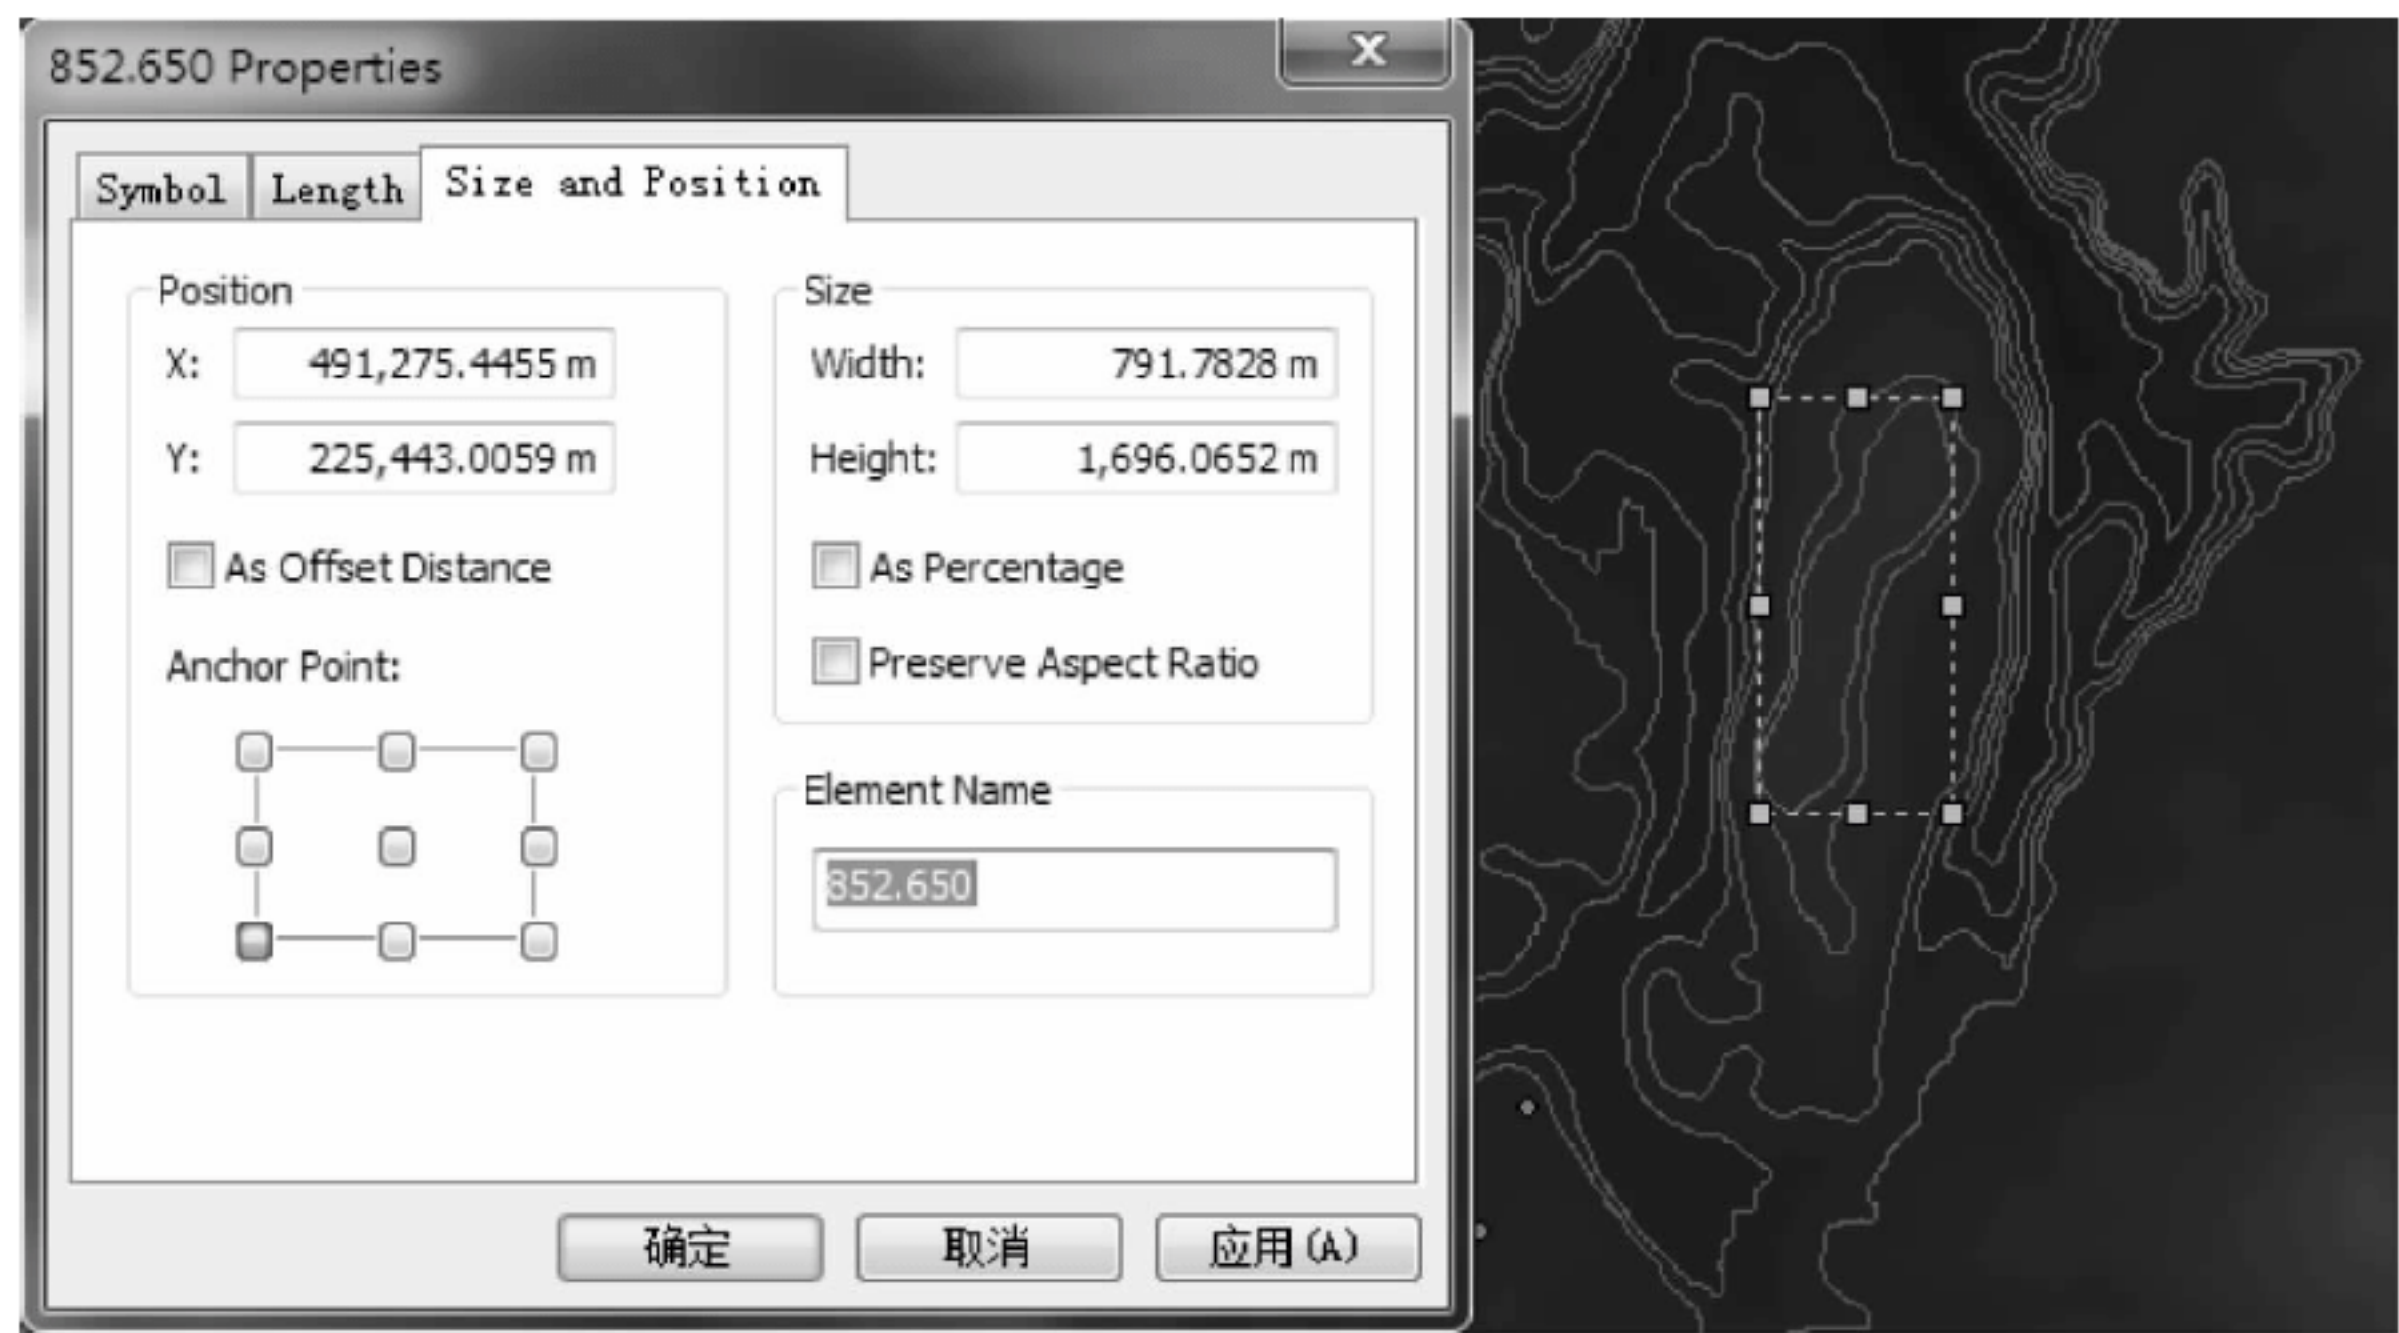 852.650 Properties
Symbol Length Size and Position
Position
X: 491,275.4455 m
Y: 225,443.0059 m
As Offset Distance
Anchor Point:
Size
Width: 791.7828 m
Height: 1,696.0652 m
As Percentage
Preserve Aspect Ratio
Element Name
852.650
确定 取消 应用(A)